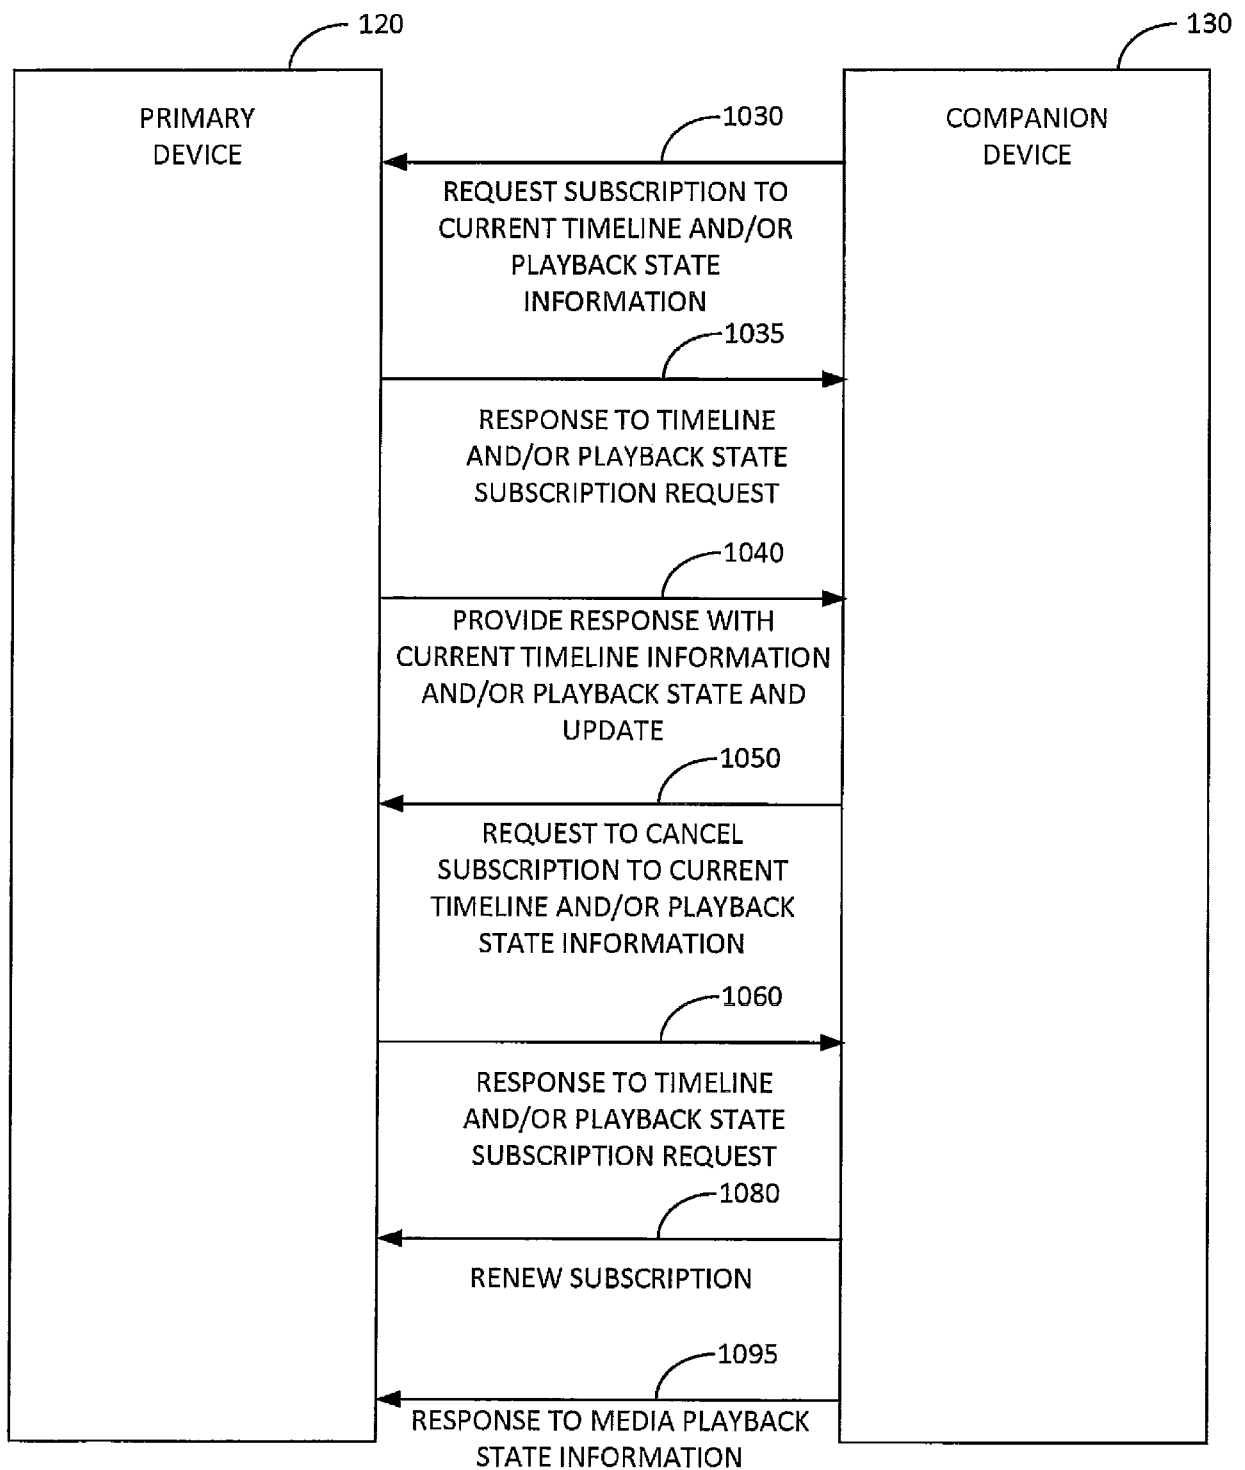 120
130
PRIMARY
DEVICE
COMPANION
DEVICE
1030
REQUEST SUBSCRIPTION TO
CURRENT TIMELINE AND/OR
PLAYBACK STATE
INFORMATION
1035
RESPONSE TO TIMELINE
AND/OR PLAYBACK STATE
SUBSCRIPTION REQUEST
1040
PROVIDE RESPONSE WITH
CURRENT TIMELINE INFORMATION
AND/OR PLAYBACK STATE AND
UPDATE
1050
REQUEST TO CANCEL
SUBSCRIPTION TO CURRENT
TIMELINE AND/OR PLAYBACK
STATE INFORMATION
1060
RESPONSE TO TIMELINE
AND/OR PLAYBACK STATE
SUBSCRIPTION REQUEST
1080
RENEW SUBSCRIPTION
1095
RESPONSE TO MEDIA PLAYBACK
STATE INFORMATION